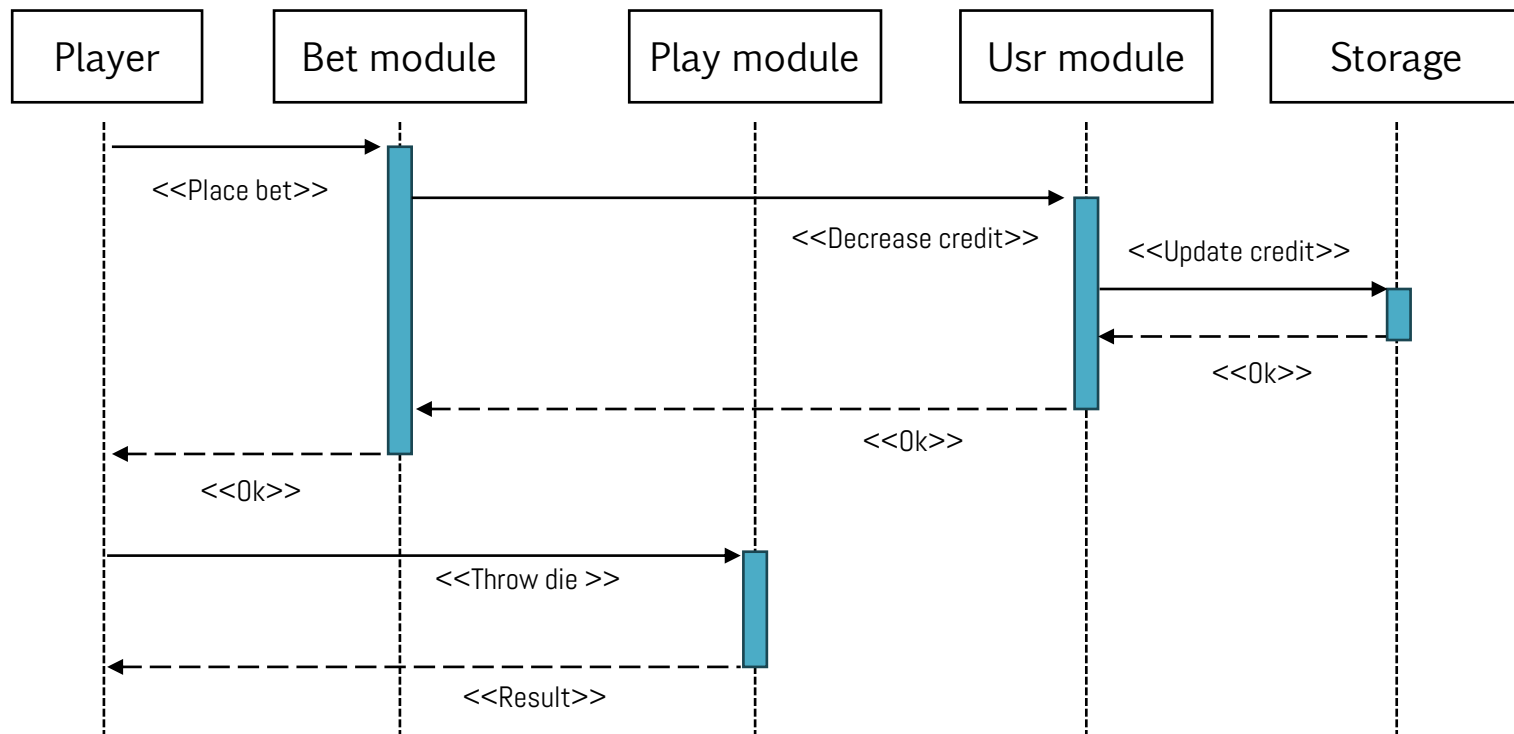 Player
Bet module
Play module
Usr module
Storage
<<Place bet>>
<<Decrease credit>>
<<Update credit>>
<<Ok>>
<<Ok>>
<<Ok>>
<<Throw die >>
<<Result>>